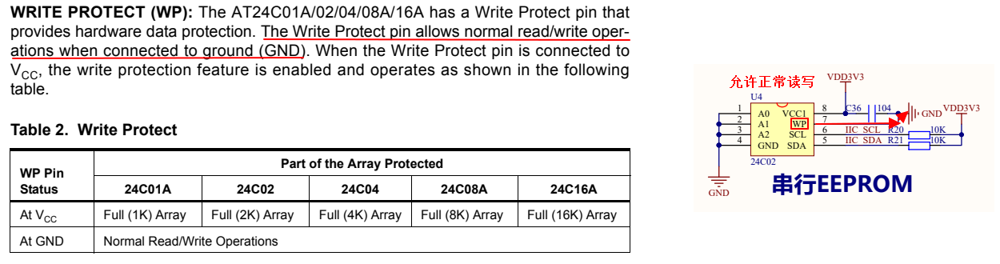 WRITE PROTECT (WP): The AT24C01A/02/04/08A/16A has a Write Protect pin that
provides hardware data protection. The Write Protect pin allows normal read/write oper-
ations when connected to ground (GND). When the Write Protect pin is connected to
VCC, the write protection feature is enabled and operates as shown in the following
table.
Table 2. Write Protect
WP Pin Status
Part of the Array Protected
24C01A 24C02 24C04 24C08A 24C16A
At VCC Full (1K) Array Full (2K) Array Full (4K) Array Full (8K) Array Full (16K) Array
At GND Normal Read/Write Operations
允许正常读写
VDD3V3
U4
1 A0 VCC1 8 C36 104 GND VDD3V3
2 A1 WP 7
3 A2 SCL 6 IIC_SCL R20 10K
4 GND SDA 5 IIC_SDA R21 10K
24C02
GND
串行EEPROM